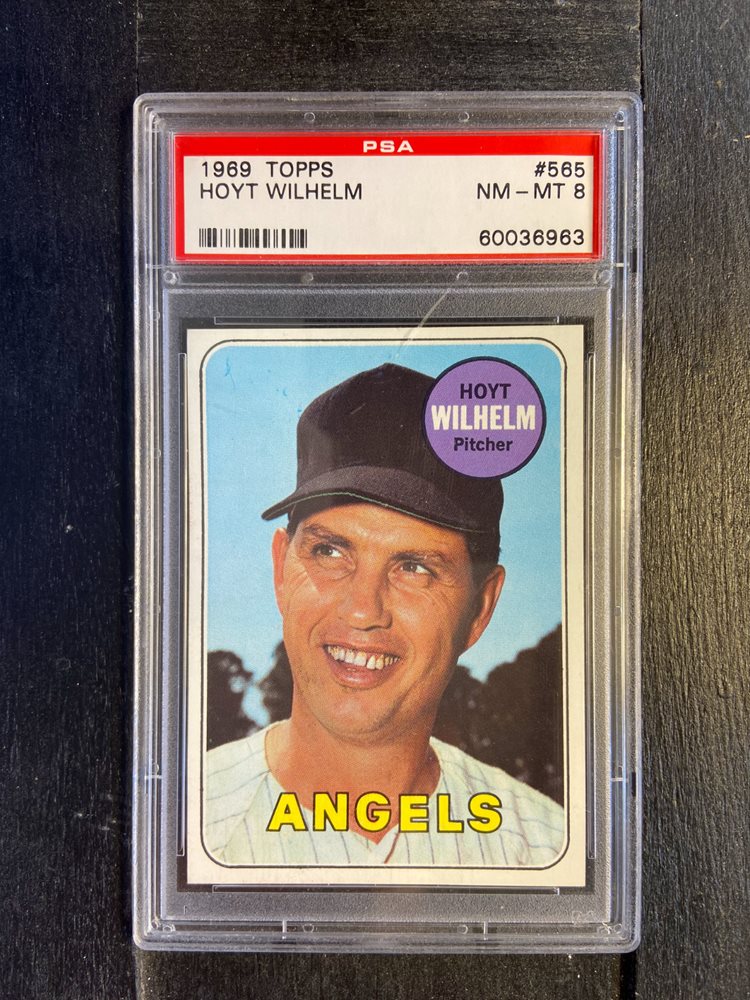 PSA
1969 TOPPS #565
HOYT WILHELM NM-MT 8
60036963
HOYT
WILHELM
Pitcher
ANGELS